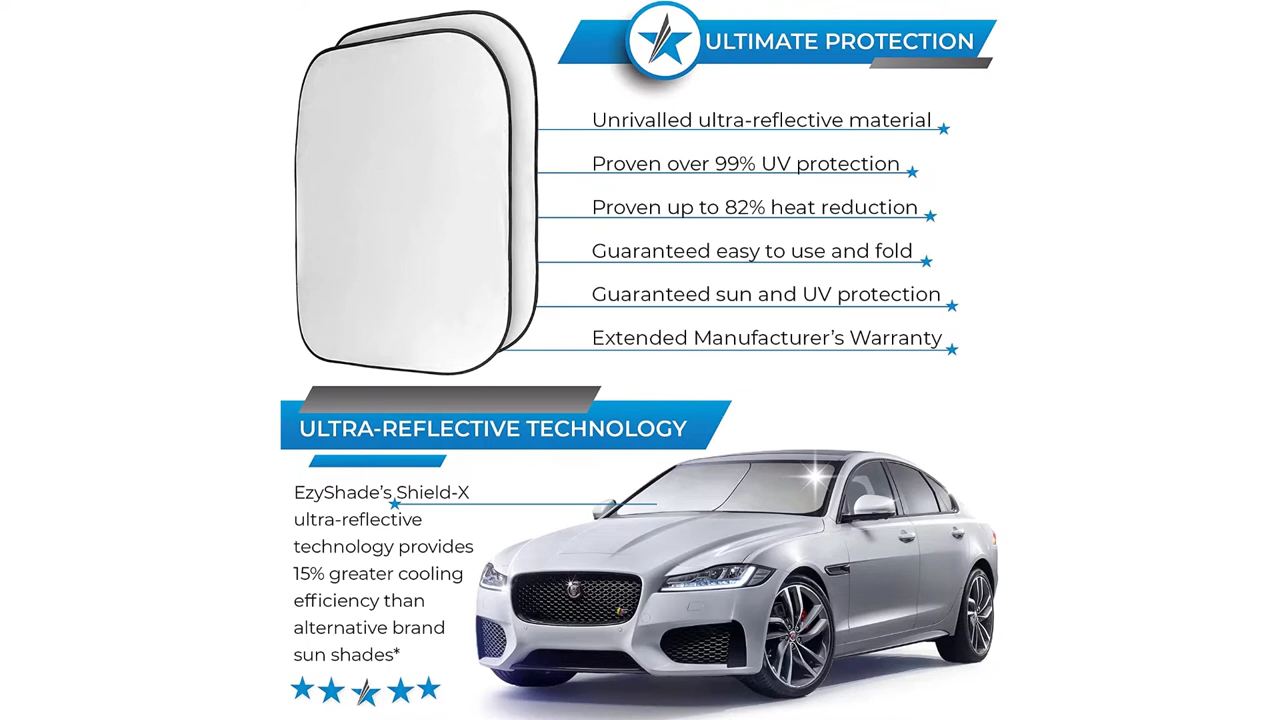 ULTIMATE PROTECTION
Unrivalled ultra-reflective material
Proven over 99% UV protection
Proven up to 82% heat reduction
Guaranteed easy to use and fold
Guaranteed sun and UV protection
Extended Manufacturer’s Warranty
ULTRA-REFLECTIVE TECHNOLOGY
EzyShade’s Shield-X
ultra-reflective
technology provides
15% greater cooling
efficiency than
alternative brand
sun shades*